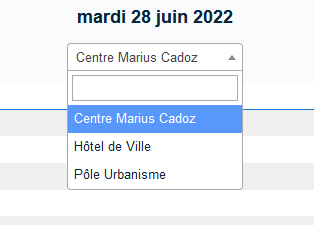 mardi 28 juin 2022
Centre Marius Cadoz
Centre Marius Cadoz
Hôtel de Ville
Pôle Urbanisme